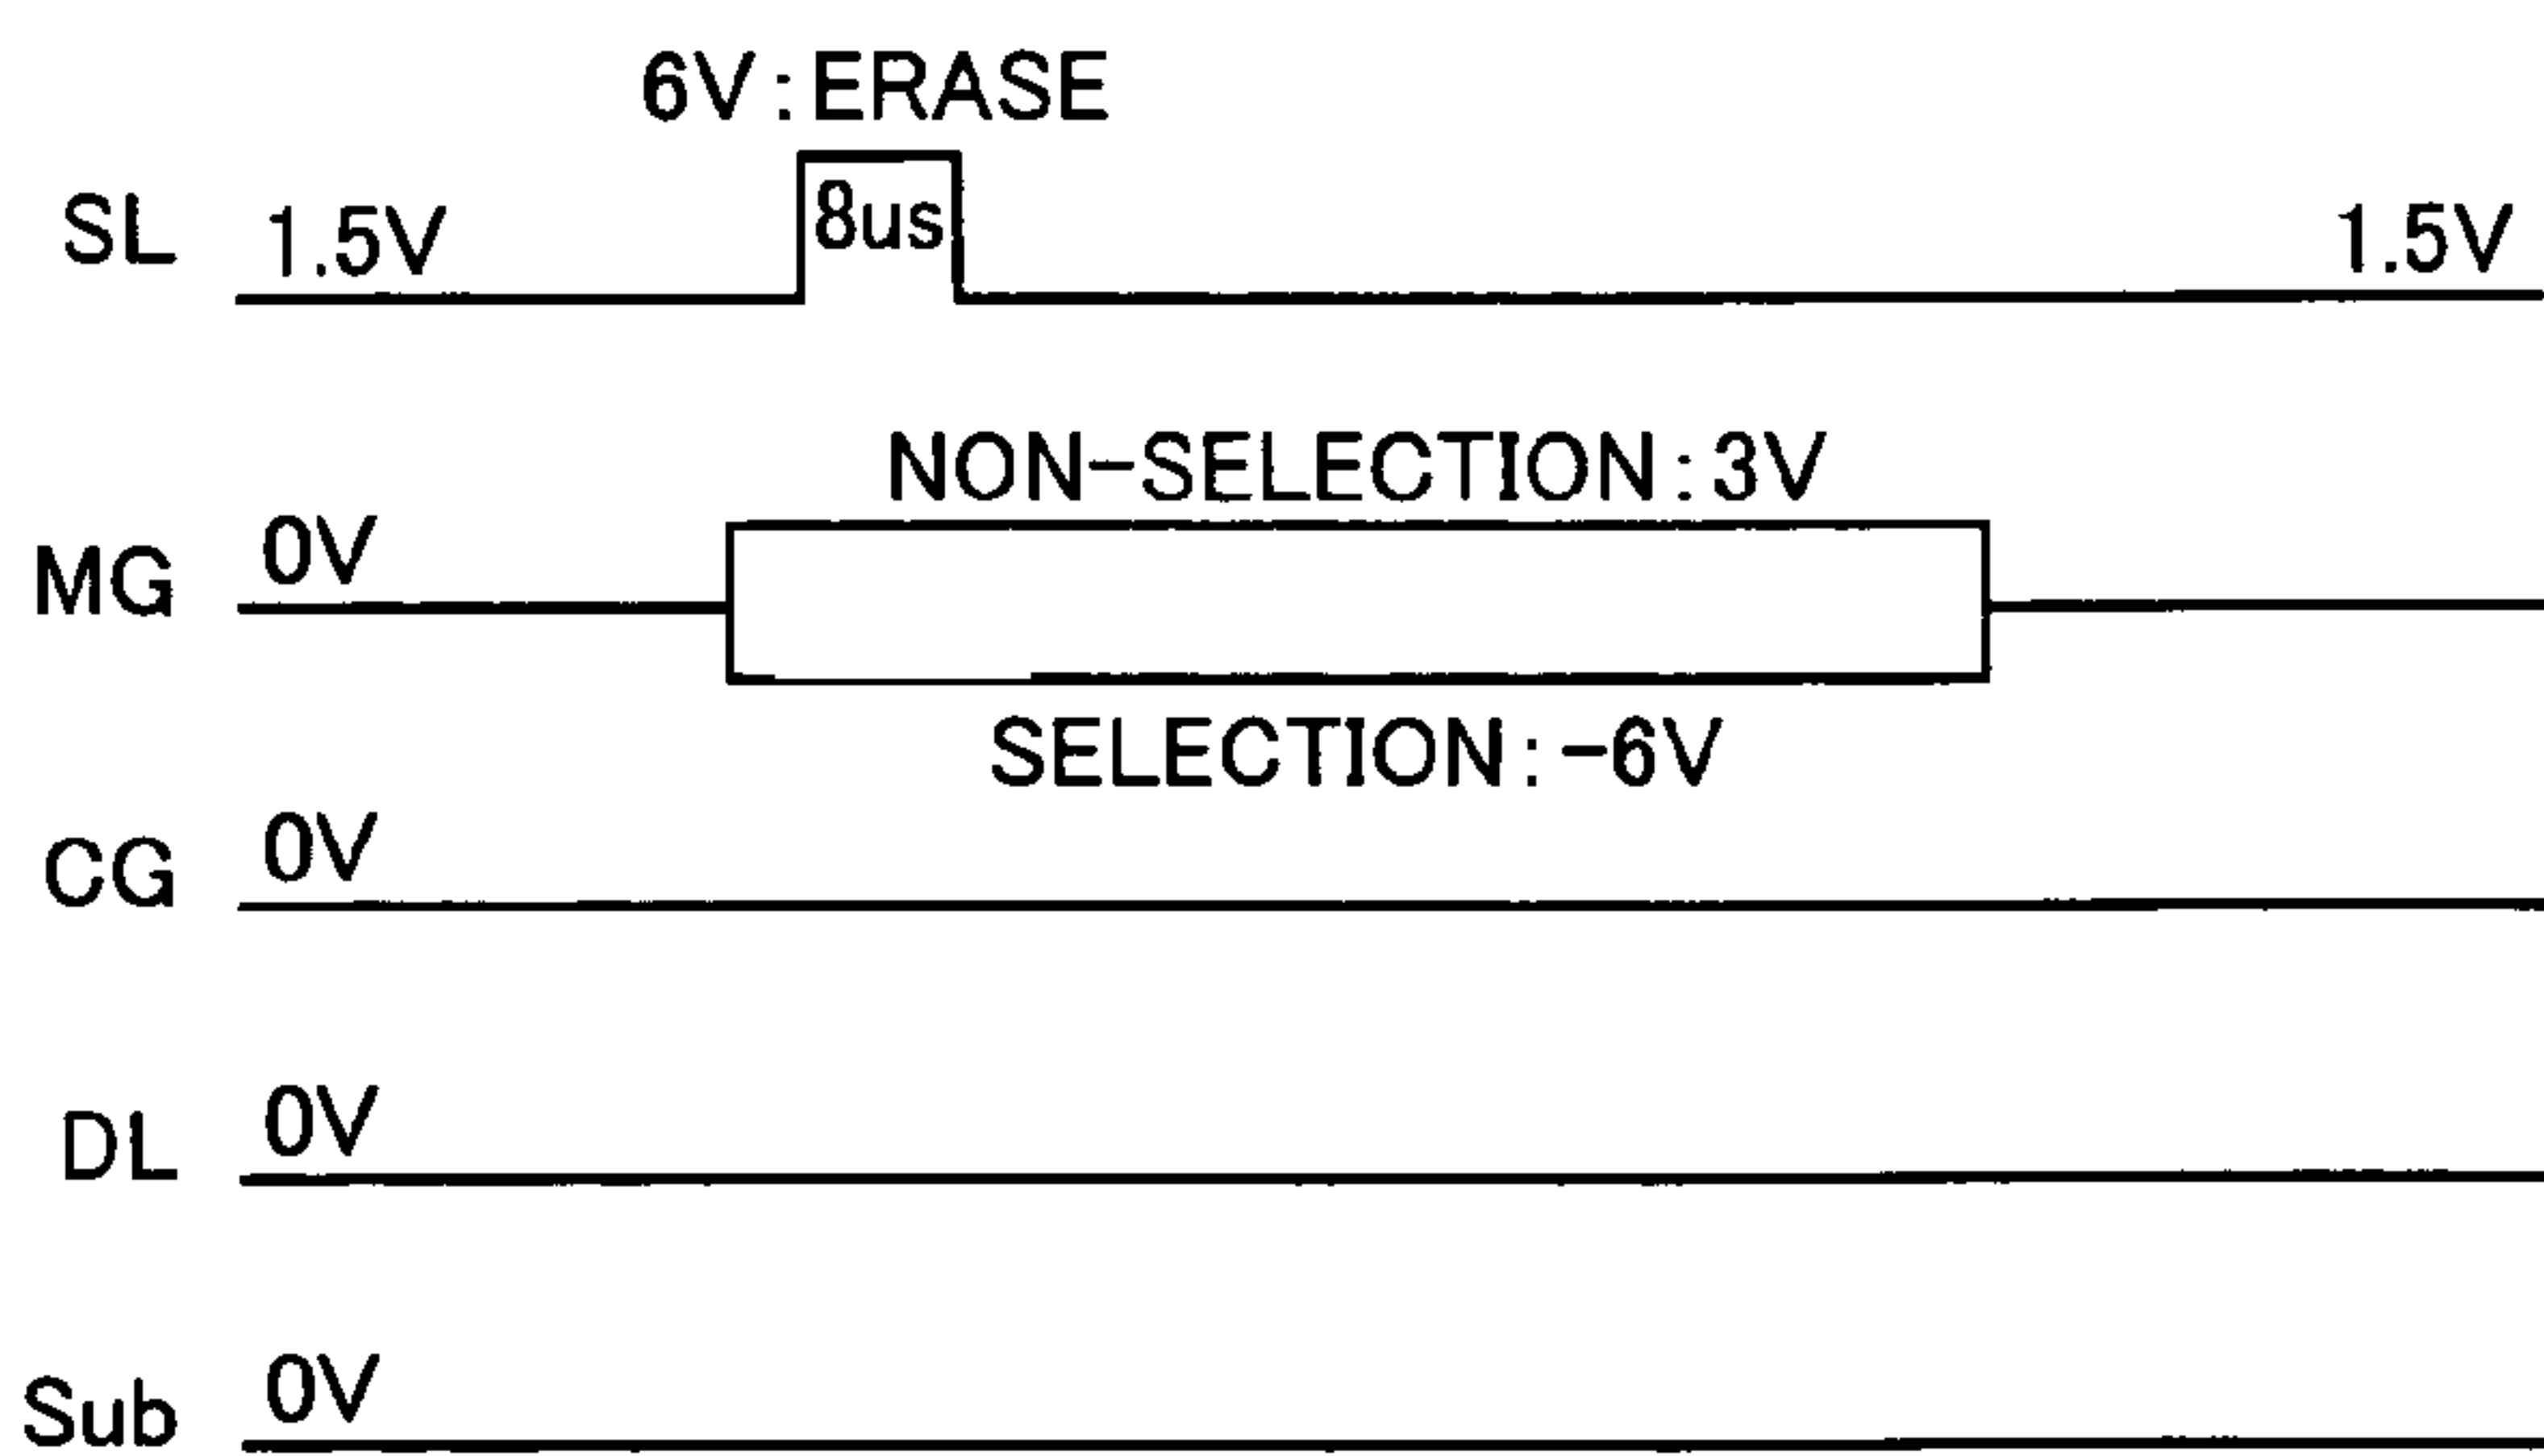 6V:ERASE
SL 1.5V 8us 1.5V
NON-SELECTION:3V
MG 0V
SELECTION:-6V
CG 0V
DL 0V
Sub 0V